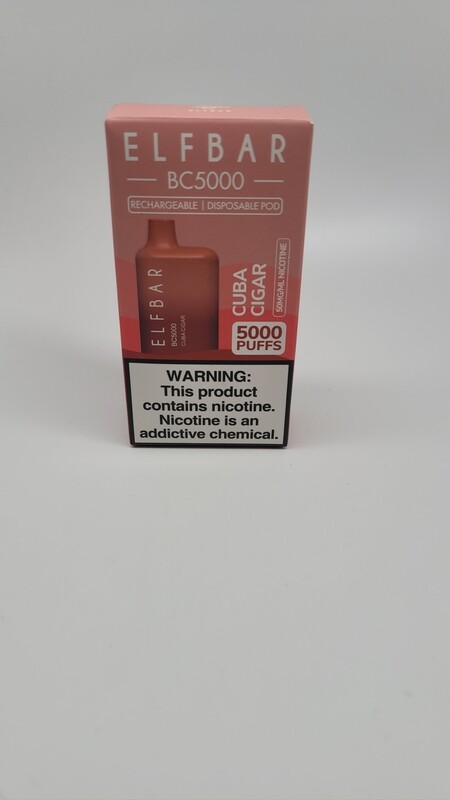 ELFBAR
BC5000
RECHARGEABLE | DISPOSABLE POD
ELFBAR
BC5000
CUBA CIGAR
CUBA
CIGAR
50MG/ML NICOTINE
5000
PUFFS
WARNING:
This product
contains nicotine.
Nicotine is an
addictive chemical.